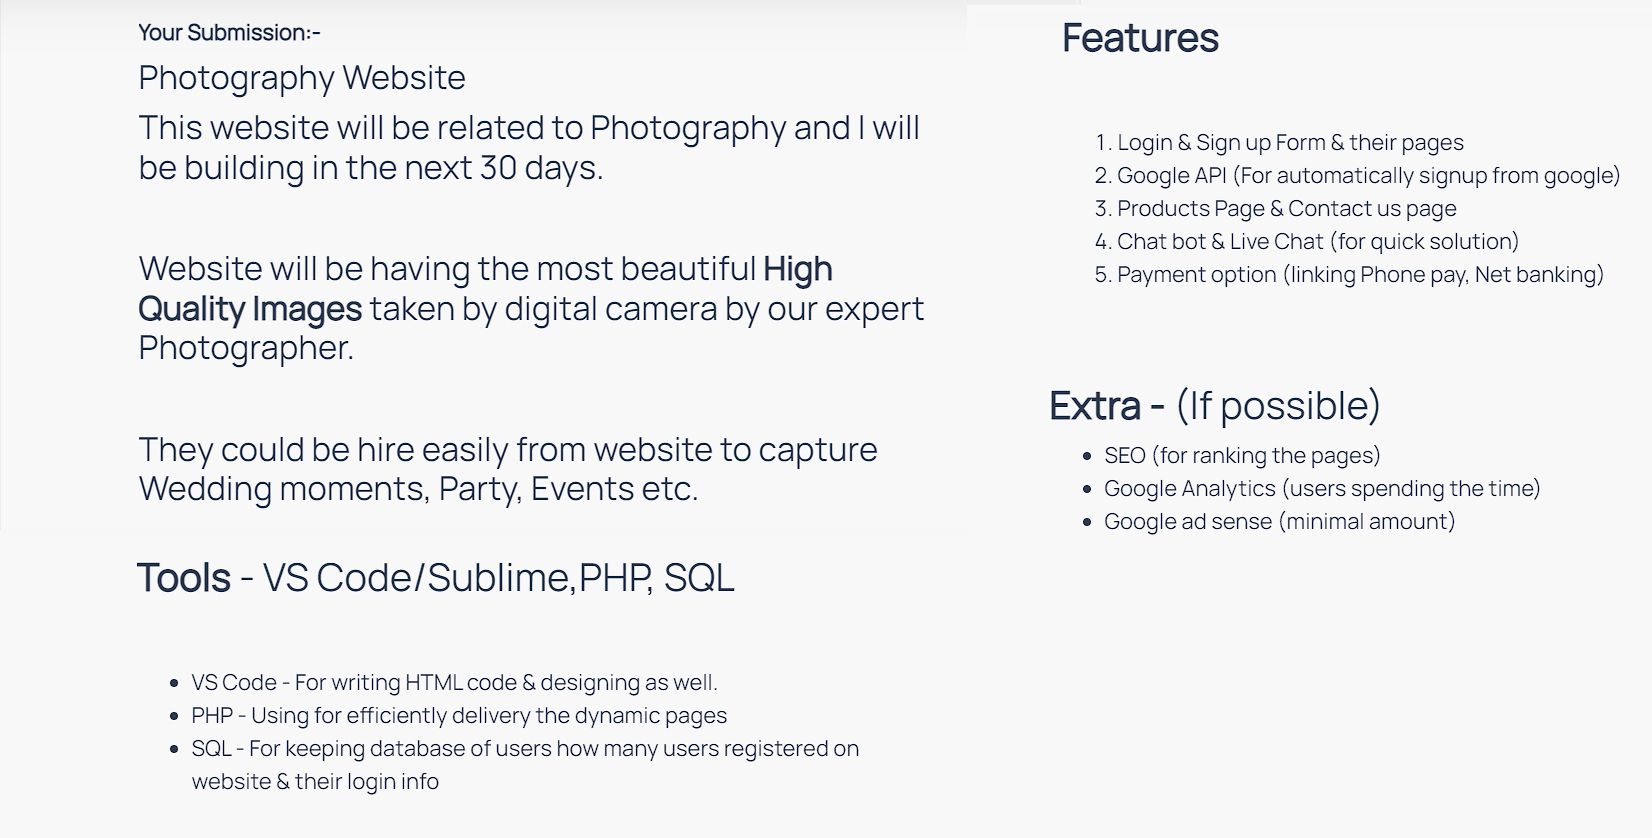 Your Submission:-
Photography Website
This website will be related to Photography and I will
be building in the next 30 days.
Website will be having the most beautiful High
Quality Images taken by digital camera by our expert
Photographer.
They could be hire easily from website to capture
Wedding moments, Party, Events etc.
Tools - VS Code/Sublime,PHP, SQL
VS Code - For writing HTML code & designing as well.
PHP - Using for efficiently delivery the dynamic pages
SQL - For keeping database of users how many users registered on
website & their login info
Features
1. Login & Sign up Form & their pages
2. Google API (For automatically signup from google)
3. Products Page & Contact us page
4. Chat bot & Live Chat (for quick solution)
5. Payment option (linking Phone pay, Net banking)
Extra - (If possible)
SEO (for ranking the pages)
Google Analytics (users spending the time)
Google ad sense (minimal amount)